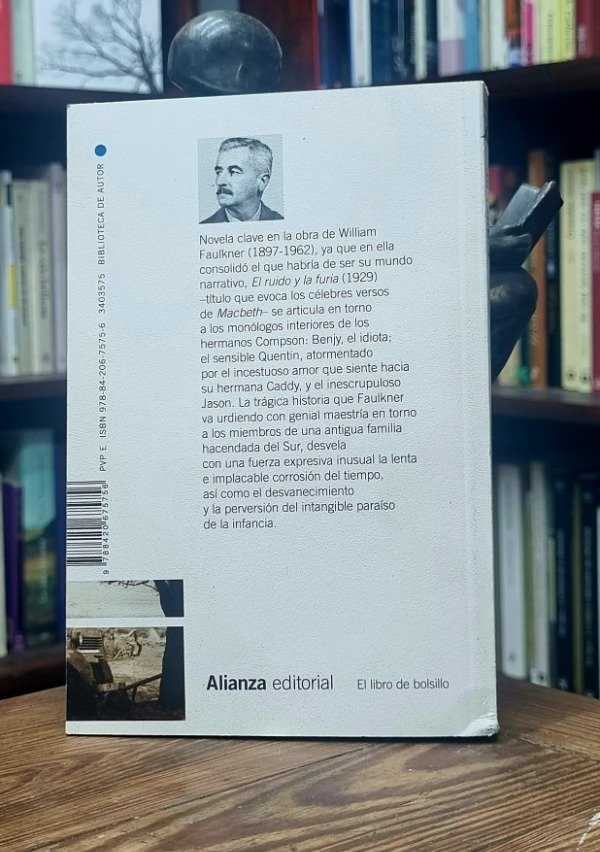 Novela clave en la obra de William
Faulkner (1897-1962), ya que en ella
consolidó el que habría de ser su mundo
narrativo, El ruido y la furia (1929)
–título que evoca los célebres versos
de Macbeth– se articula en torno
a los monólogos interiores de los
hermanos Compson: Benjy, el idiota;
el sensible Quentin, atormentado
por el incestuoso amor que siente hacia
su hermana Caddy, y el inescrupuloso
Jason. La trágica historia que Faulkner
va urdiendo con genial maestría en torno
a los miembros de una antigua familia
hacendada del Sur, desvela
con una fuerza expresiva inusual la lenta
e implacable corrosión del tiempo,
así como el desvanecimiento
y la perversión del intangible paraíso
de la infancia.
PVP E ISBN 978-84-206-7575-6 3403575 BIBLIOTECA DE AUTOR
9 788420 675756
Alianza editorial El libro de bolsillo